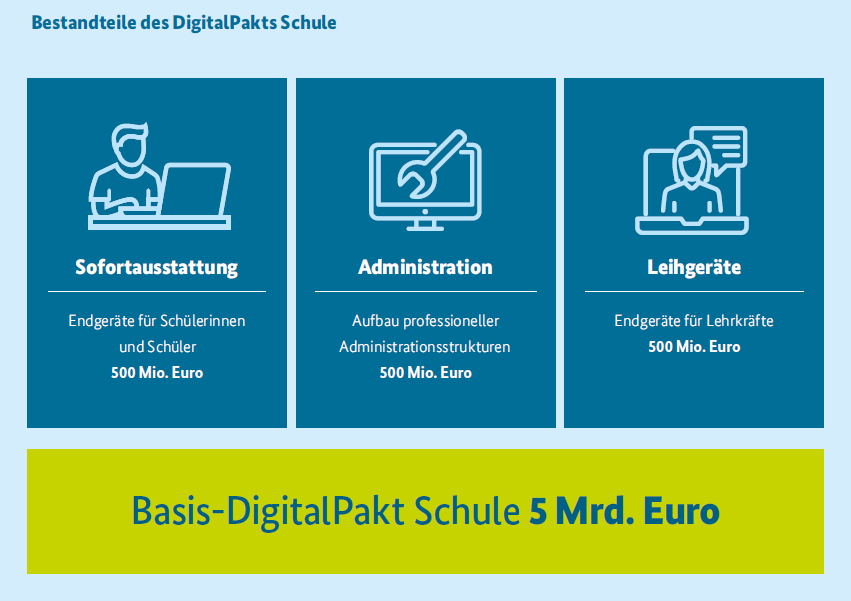 Bestandteile des DigitalPakts Schule
Sofortausstattung
Endgeräte für Schülerinnen
und Schüler
500 Mio. Euro
Administration
Aufbau professioneller
Administrationsstrukturen
500 Mio. Euro
Leihgeräte
Endgeräte für Lehrkräfte
500 Mio. Euro
Basis-DigitalPakt Schule 5 Mrd. Euro